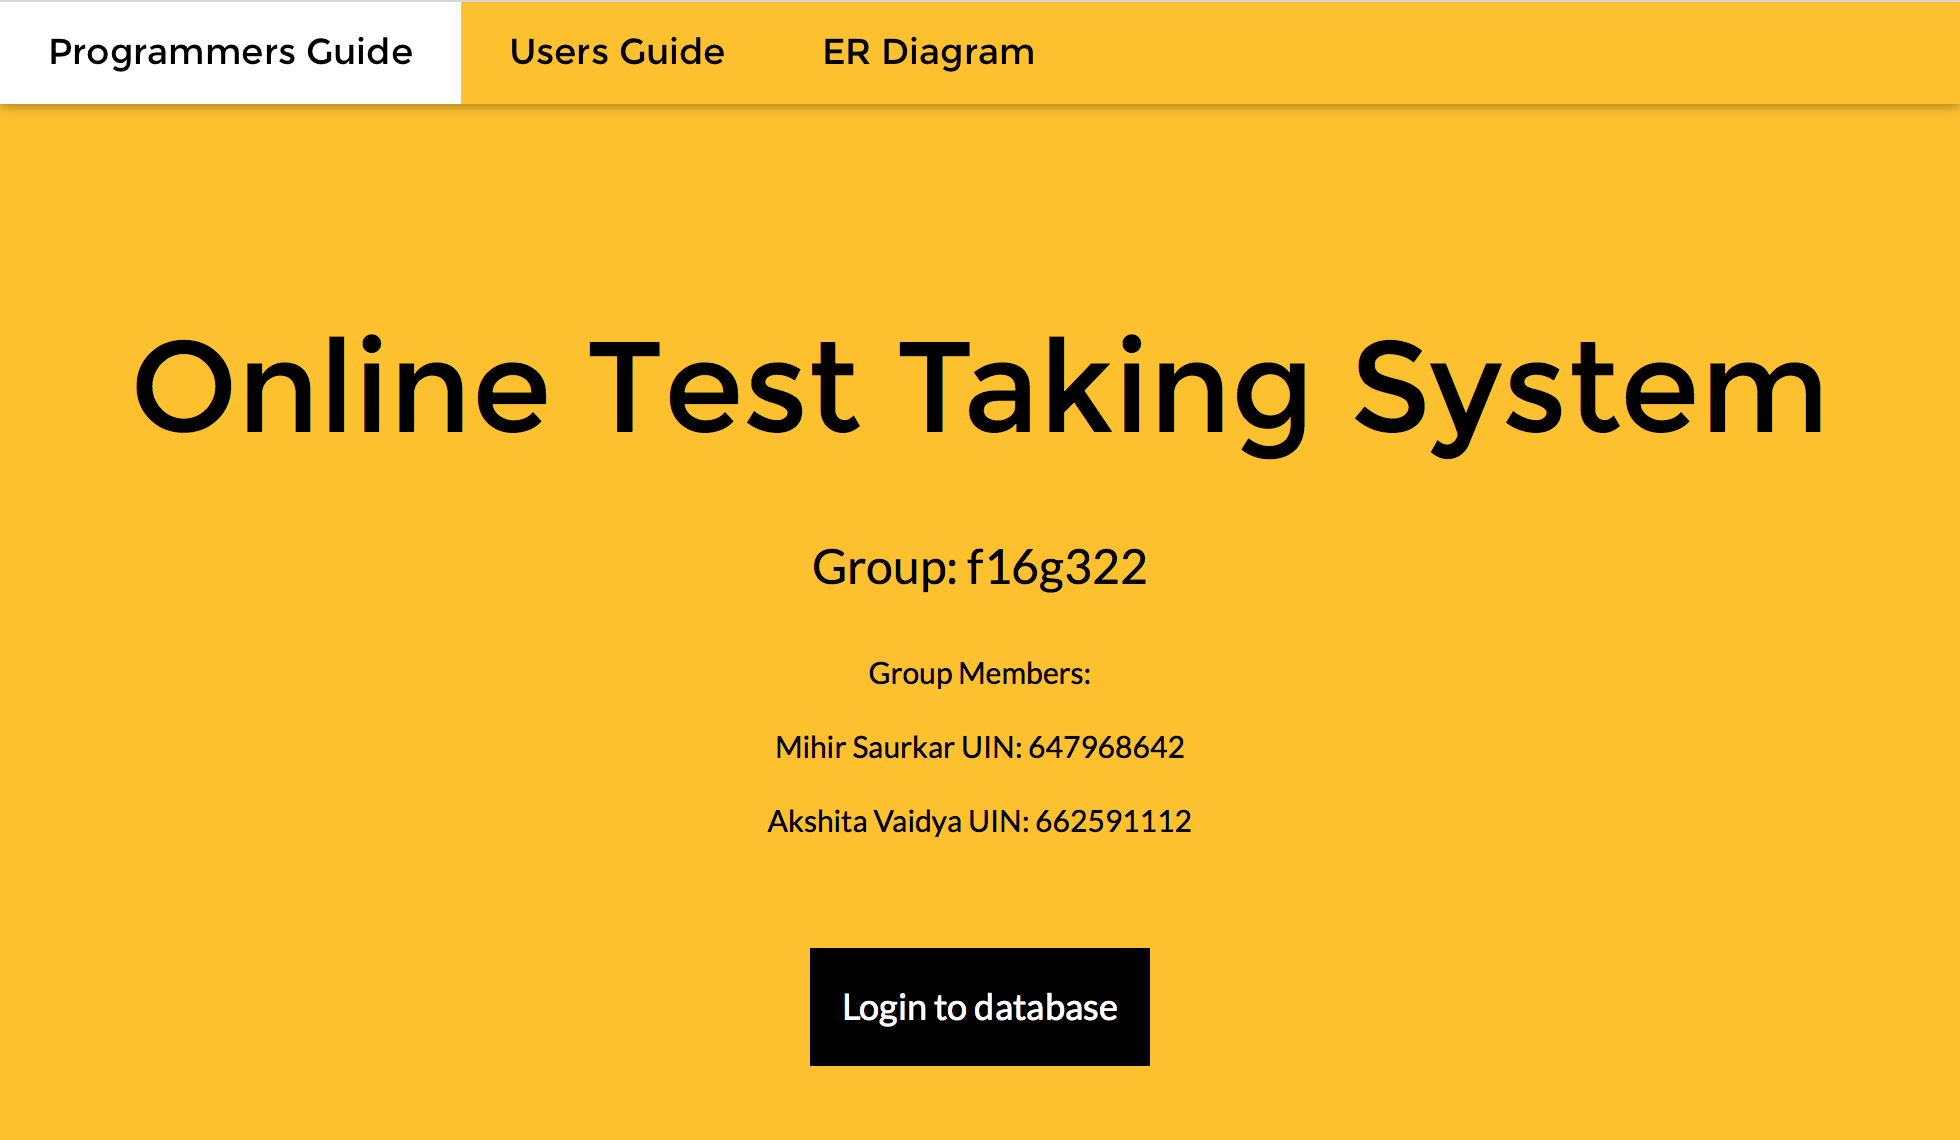 Programmers Guide Users Guide ER Diagram
Online Test Taking System
Group: f16g322
Group Members:
Mihir Saurkar UIN: 647968642
Akshita Vaidya UIN: 662591112
Login to database